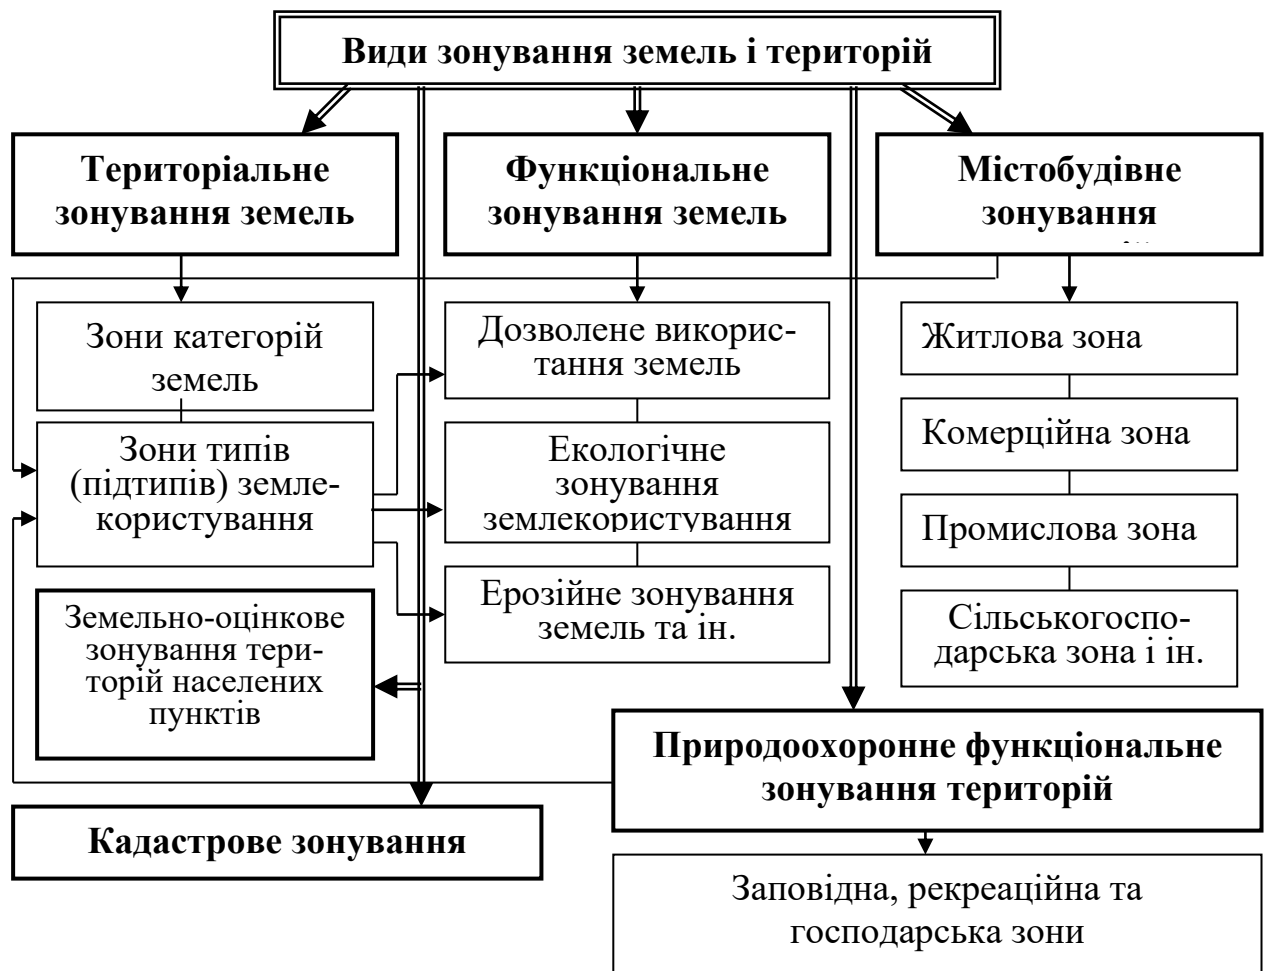 Види зонування земель і територій
Територіальне
зонування земель
Функціональне
зонування земель
Містобудівне
зонування
Зони категорій
земель
Дозволене викорис-
тання земель
Житлова зона
Зони типів
(підтипів) земле-
користування
Екологічне
зонування
землекористування
Комерційна зона
Промислова зона
Земельно-оцінкове
зонування тери-
торій населених
пунктів
Ерозійне зонування
земель та ін.
Сільськогоспо-
дарська зона і ін.
Природоохоронне функціональне
зонування територій
Кадастрове зонування
Заповідна, рекреаційна та
господарська зони